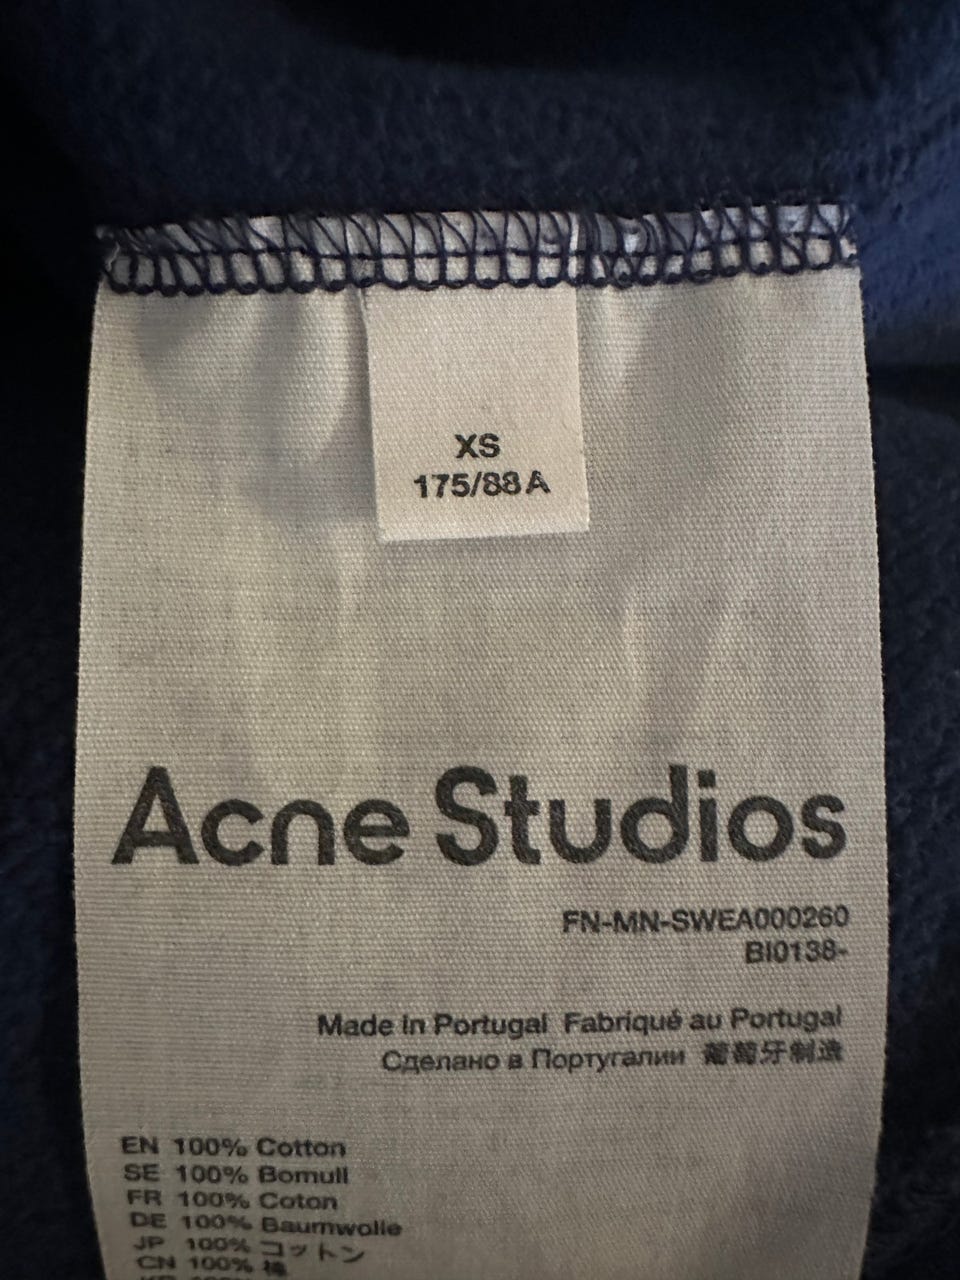 XS
175/88A
Acne Studios
FN-MN-SWEA000260
BI0138-
Made in Portugal Fabriqué au Portugal
Сделано в Португалии 葡萄牙制造
EN 100% Cotton
SE 100% Bomull
FR 100% Coton
DE 100% Baumwolle
JP 100% コットン
CN 100% 棉